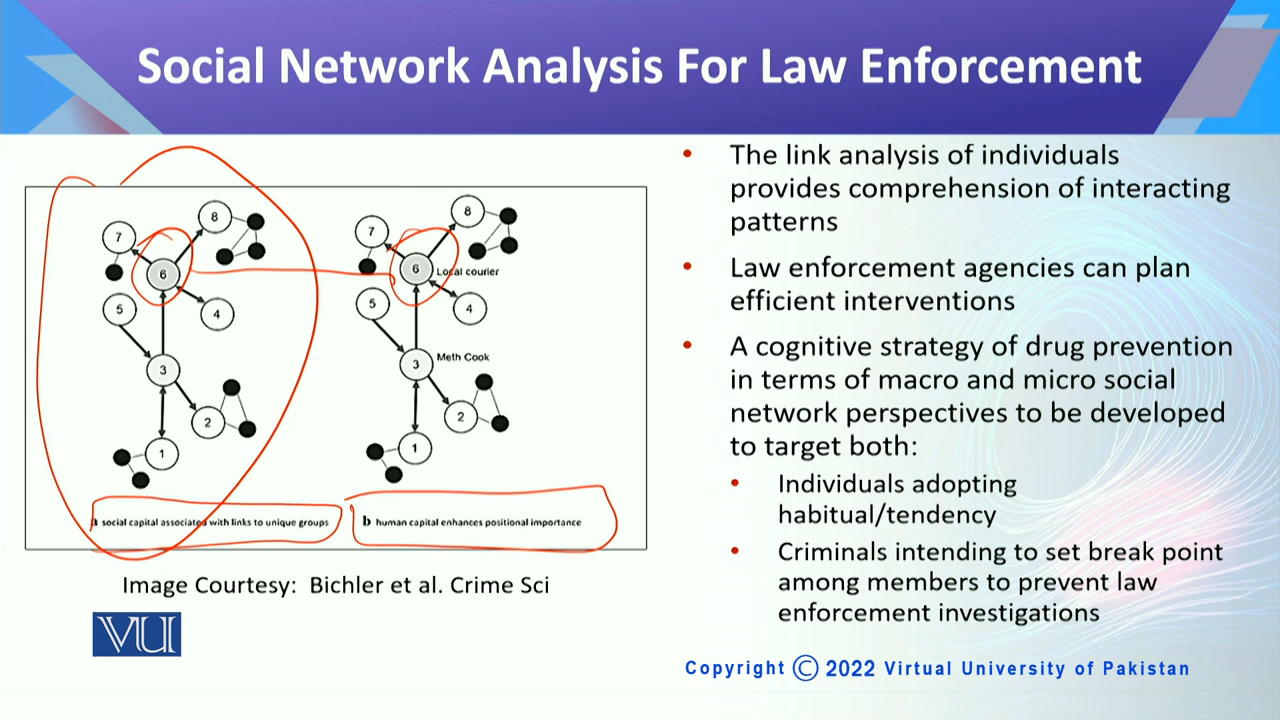 Social Network Analysis For Law Enforcement
8
7
6
5
4
3
2
1
a social capital associated with links to unique groups
8
7
6
Local courier
5
4
Meth Cook
3
2
1
b human capital enhances positional importance
Image Courtesy: Bichler et al. Crime Sci
VU
• The link analysis of individuals
provides comprehension of interacting
patterns
• Law enforcement agencies can plan
efficient interventions
• A cognitive strategy of drug prevention
in terms of macro and micro social
network perspectives to be developed
to target both:
• Individuals adopting
habitual/tendency
• Criminals intending to set break point
among members to prevent law
enforcement investigations
Copyright © 2022 Virtual University of Pakistan